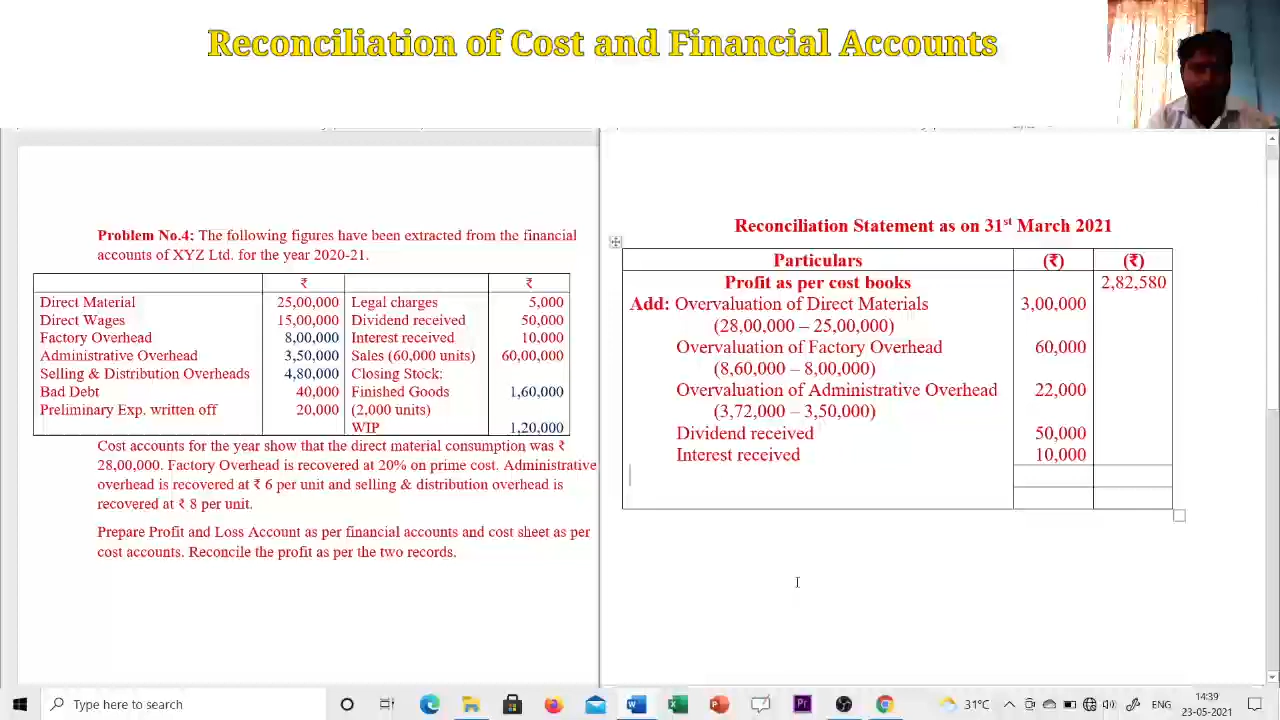 Reconciliation of Cost and Financial Accounts
Problem No.4: The following figures have been extracted from the financial
accounts of XYZ Ltd. for the year 2020-21.
₹ ₹
Direct Material 25,00,000 Legal charges 5,000
Direct Wages 15,00,000 Dividend received 50,000
Factory Overhead 8,00,000 Interest received 10,000
Administrative Overhead 3,50,000 Sales (60,000 units) 60,00,000
Selling & Distribution Overheads 4,80,000 Closing Stock:
Bad Debt 40,000 Finished Goods 1,60,000
Preliminary Exp. written off 20,000 (2,000 units)
WIP 1,20,000
Cost accounts for the year show that the direct material consumption was ₹
28,00,000. Factory Overhead is recovered at 20% on prime cost. Administrative
overhead is recovered at ₹ 6 per unit and selling & distribution overhead is
recovered at ₹ 8 per unit.
Prepare Profit and Loss Account as per financial accounts and cost sheet as per
cost accounts. Reconcile the profit as per the two records.
Reconciliation Statement as on 31st March 2021
Particulars (₹) (₹)
Profit as per cost books 2,82,580
Add: Overvaluation of Direct Materials 3,00,000
(28,00,000 – 25,00,000)
Overvaluation of Factory Overhead 60,000
(8,60,000 – 8,00,000)
Overvaluation of Administrative Overhead 22,000
(3,72,000 – 3,50,000)
Dividend received 50,000
Interest received 10,000
Type here to search
31°C
14:39
23-05-2021